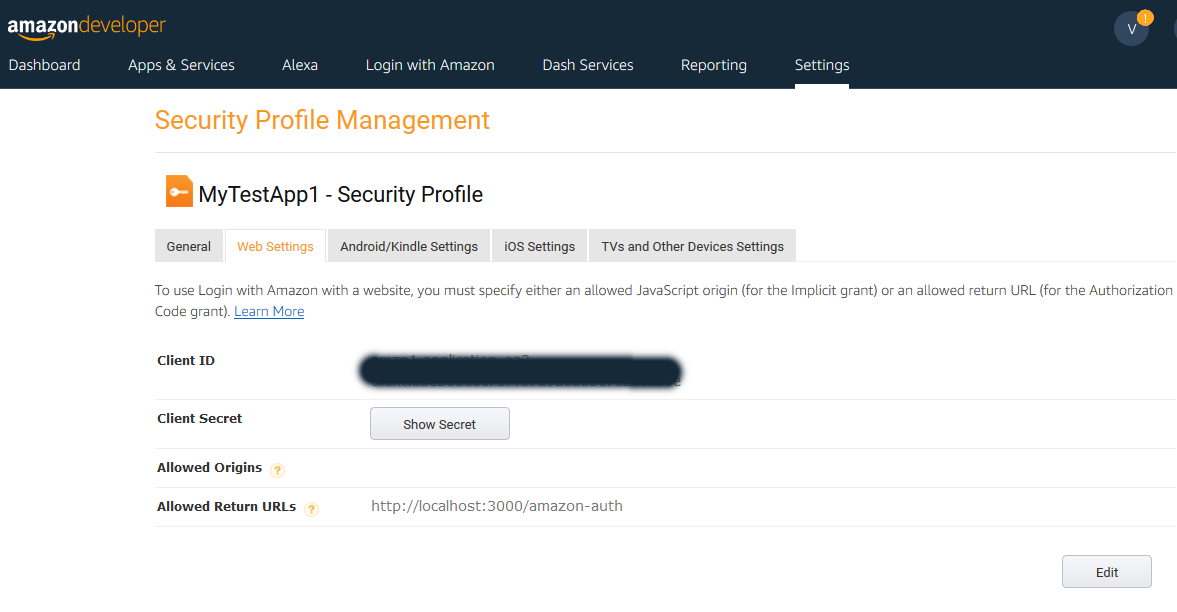 amazondeveloper
V
!
Dashboard Apps & Services Alexa Login with Amazon Dash Services Reporting Settings
Security Profile Management
MyTestApp1 - Security Profile
General Web Settings Android/Kindle Settings iOS Settings TVs and Other Devices Settings
To use Login with Amazon with a website, you must specify either an allowed JavaScript origin (for the Implicit grant) or an allowed return URL (for the Authorization
Code grant). Learn More
Client ID
Client Secret Show Secret
Allowed Origins ?
Allowed Return URLs ? http://localhost:3000/amazon-auth
Edit